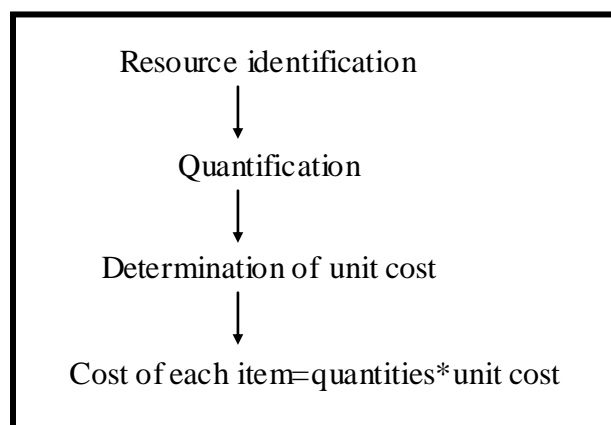 Resource identification
Quantification
Determination of unit cost
Cost of each item=quantities*unit cost